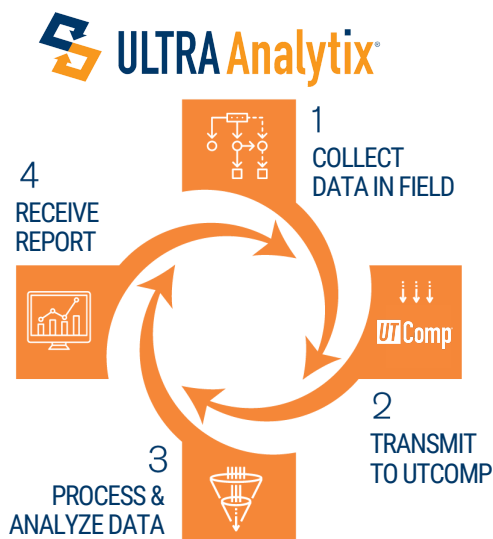 ULTRA Analytix®
1
COLLECT
DATA IN FIELD
UTComp
2
TRANSMIT
TO UTCOMP
3
PROCESS &
ANALYZE DATA
4
RECEIVE
REPORT